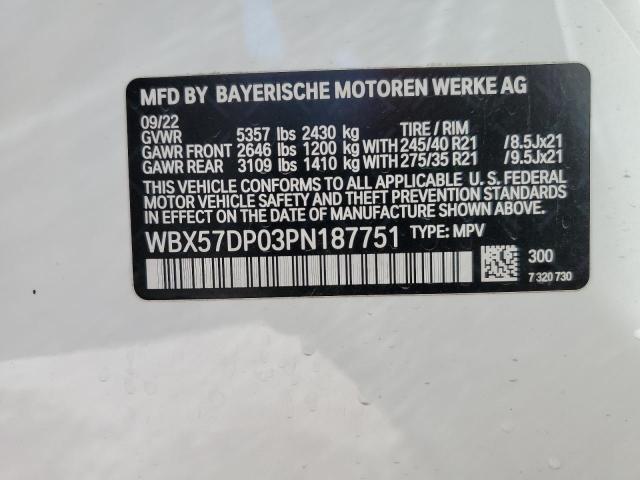 MFD BY BAYERISCHE MOTOREN WERKE AG
09/22 TIRE / RIM
GVWR 5357 lbs 2430 kg
GAWR FRONT 2646 lbs 1200 kg WITH 245/40 R21 /8.5Jx21
GAWR REAR 3109 lbs 1410 kg WITH 275/35 R21 /9.5Jx21
THIS VEHICLE CONFORMS TO ALL APPLICABLE U. S. FEDERAL
MOTOR VEHICLE SAFETY AND THEFT PREVENTION STANDARDS
IN EFFECT ON THE DATE OF MANUFACTURE SHOWN ABOVE.
WBX57DP03PN187751 TYPE: MPV
300
7 320 730